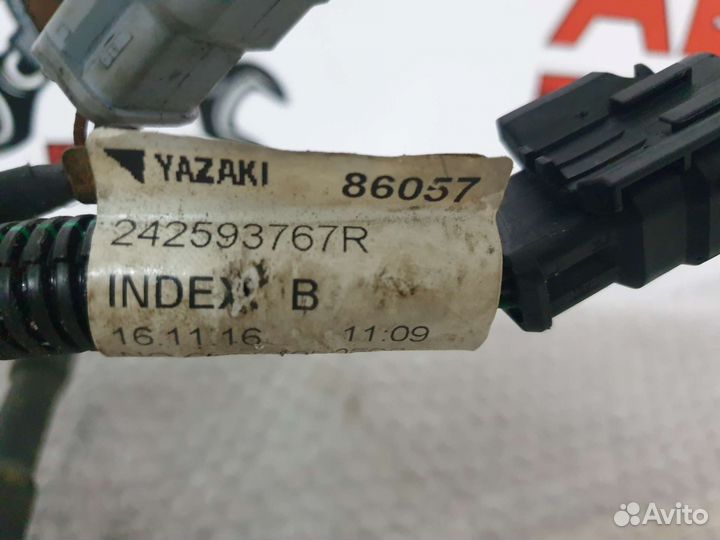 YAZAKI 86057
242593767R
INDEX: B
16.11.16 11:09
Avito